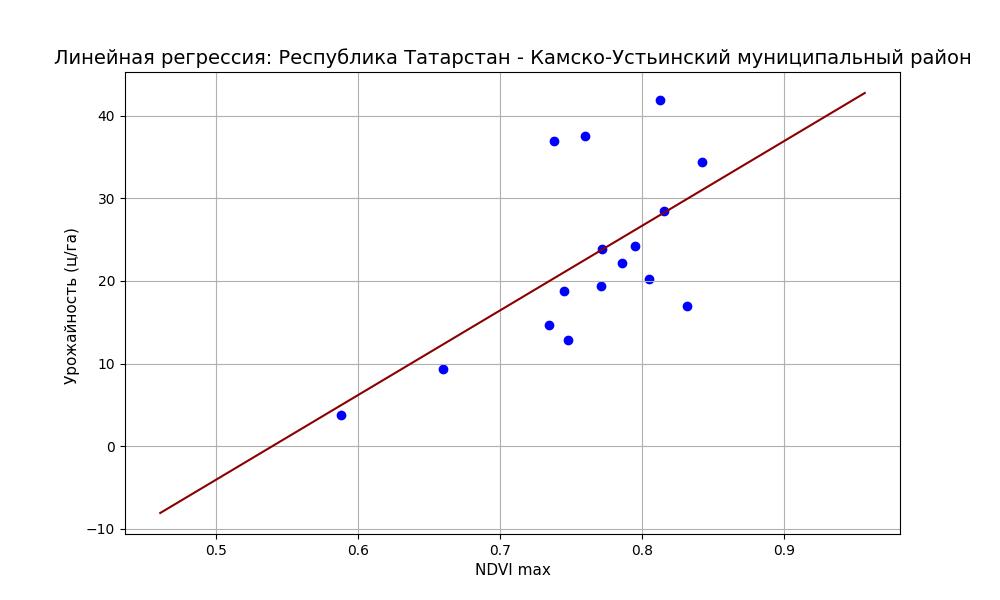 Линейная регрессия: Республика Татарстан - Камско-Устьинский муниципальный район
40
30
20
10
0
−10
Урожайность (ц/га)
0.5 0.6 0.7 0.8 0.9
NDVI max